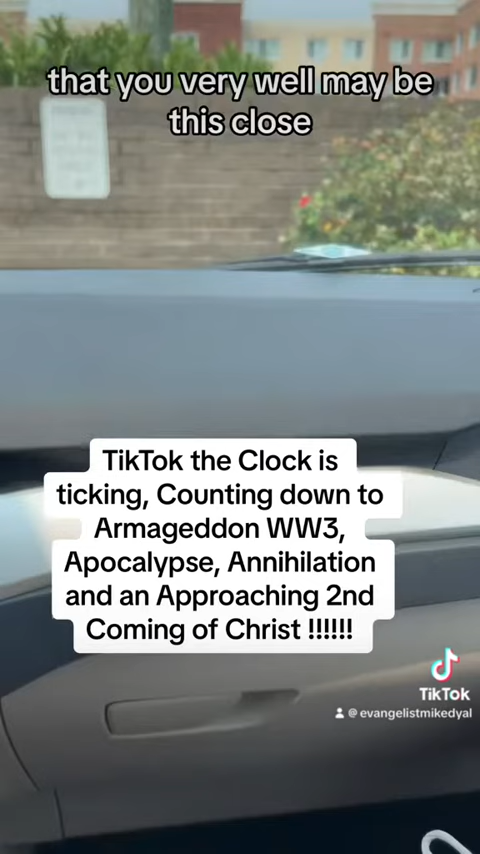 that you very well may be
this close
TikTok the Clock is
ticking, Counting down to
Armageddon WW3,
Apocalypse, Annihilation
and an Approaching 2nd
Coming of Christ !!!!!!
TikTok
@evangelistmikedyal